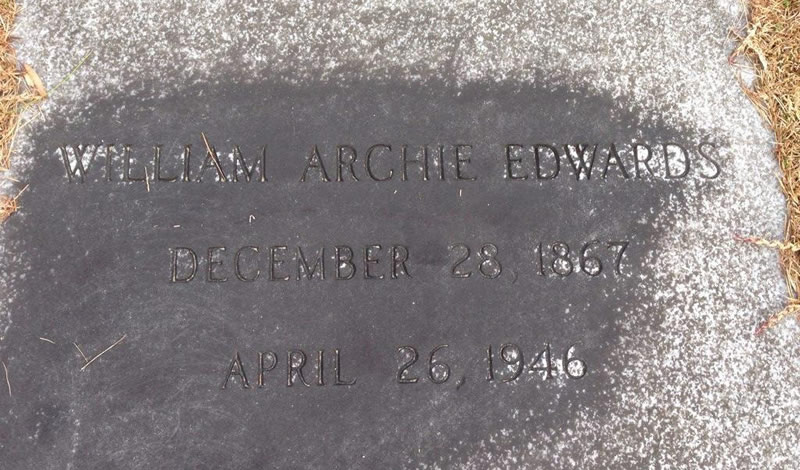 WILLIAM ARCHIE EDWARDS
DECEMBER 28, 1867
APRIL 26, 1946